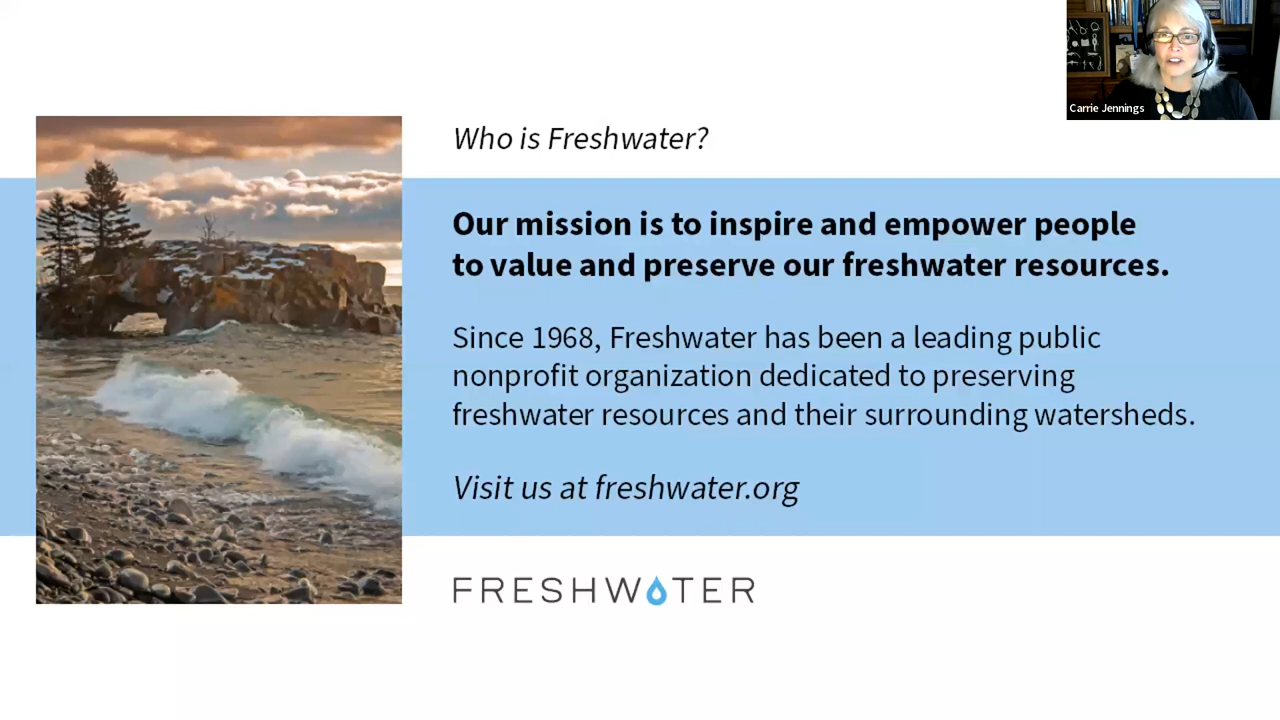 Carrie Jennings
Who is Freshwater?
Our mission is to inspire and empower people
to value and preserve our freshwater resources.
Since 1968, Freshwater has been a leading public
nonprofit organization dedicated to preserving
freshwater resources and their surrounding watersheds.
Visit us at freshwater.org
FRESHWATER